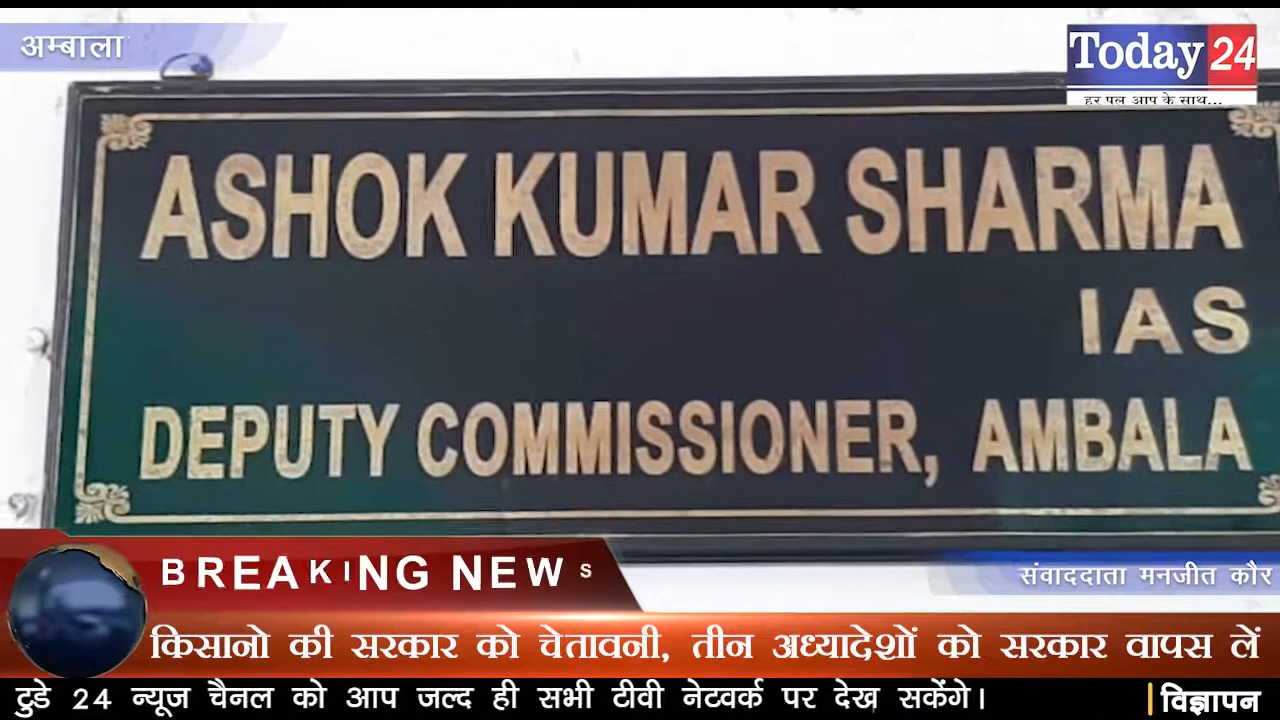 अम्बाला
Today 24
हर पल आप के साथ...
ASHOK KUMAR SHARMA
IAS
DEPUTY COMMISSIONER, AMBALA
संवाददाता मनजीत कौर
BREAKING NEWS
किसानो की सरकार को चेतावनी, तीन अध्यादेशों को सरकार वापस लें
टुडे 24 न्यूज चैनल को आप जल्द ही सभी टीवी नेटवर्क पर देख सकेंगे।
विज्ञापन